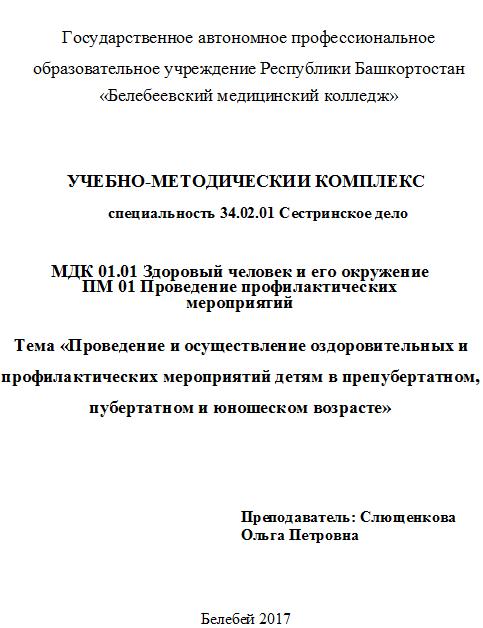 Государственное автономное профессиональное
образовательное учреждение Республики Башкортостан
«Белебеевский медицинский колледж»
УЧЕБНО-МЕТОДИЧЕСКИИ КОМПЛЕКС
специальность 34.02.01 Сестринское дело
МДК 01.01 Здоровый человек и его окружение
ПМ 01 Проведение профилактических
мероприятий
Тема «Проведение и осуществление оздоровительных и
профилактических мероприятий детям в препубертатном,
пубертатном и юношеском возрасте»
Преподаватель: Слющенкова
Ольга Петровна
Белебей 2017